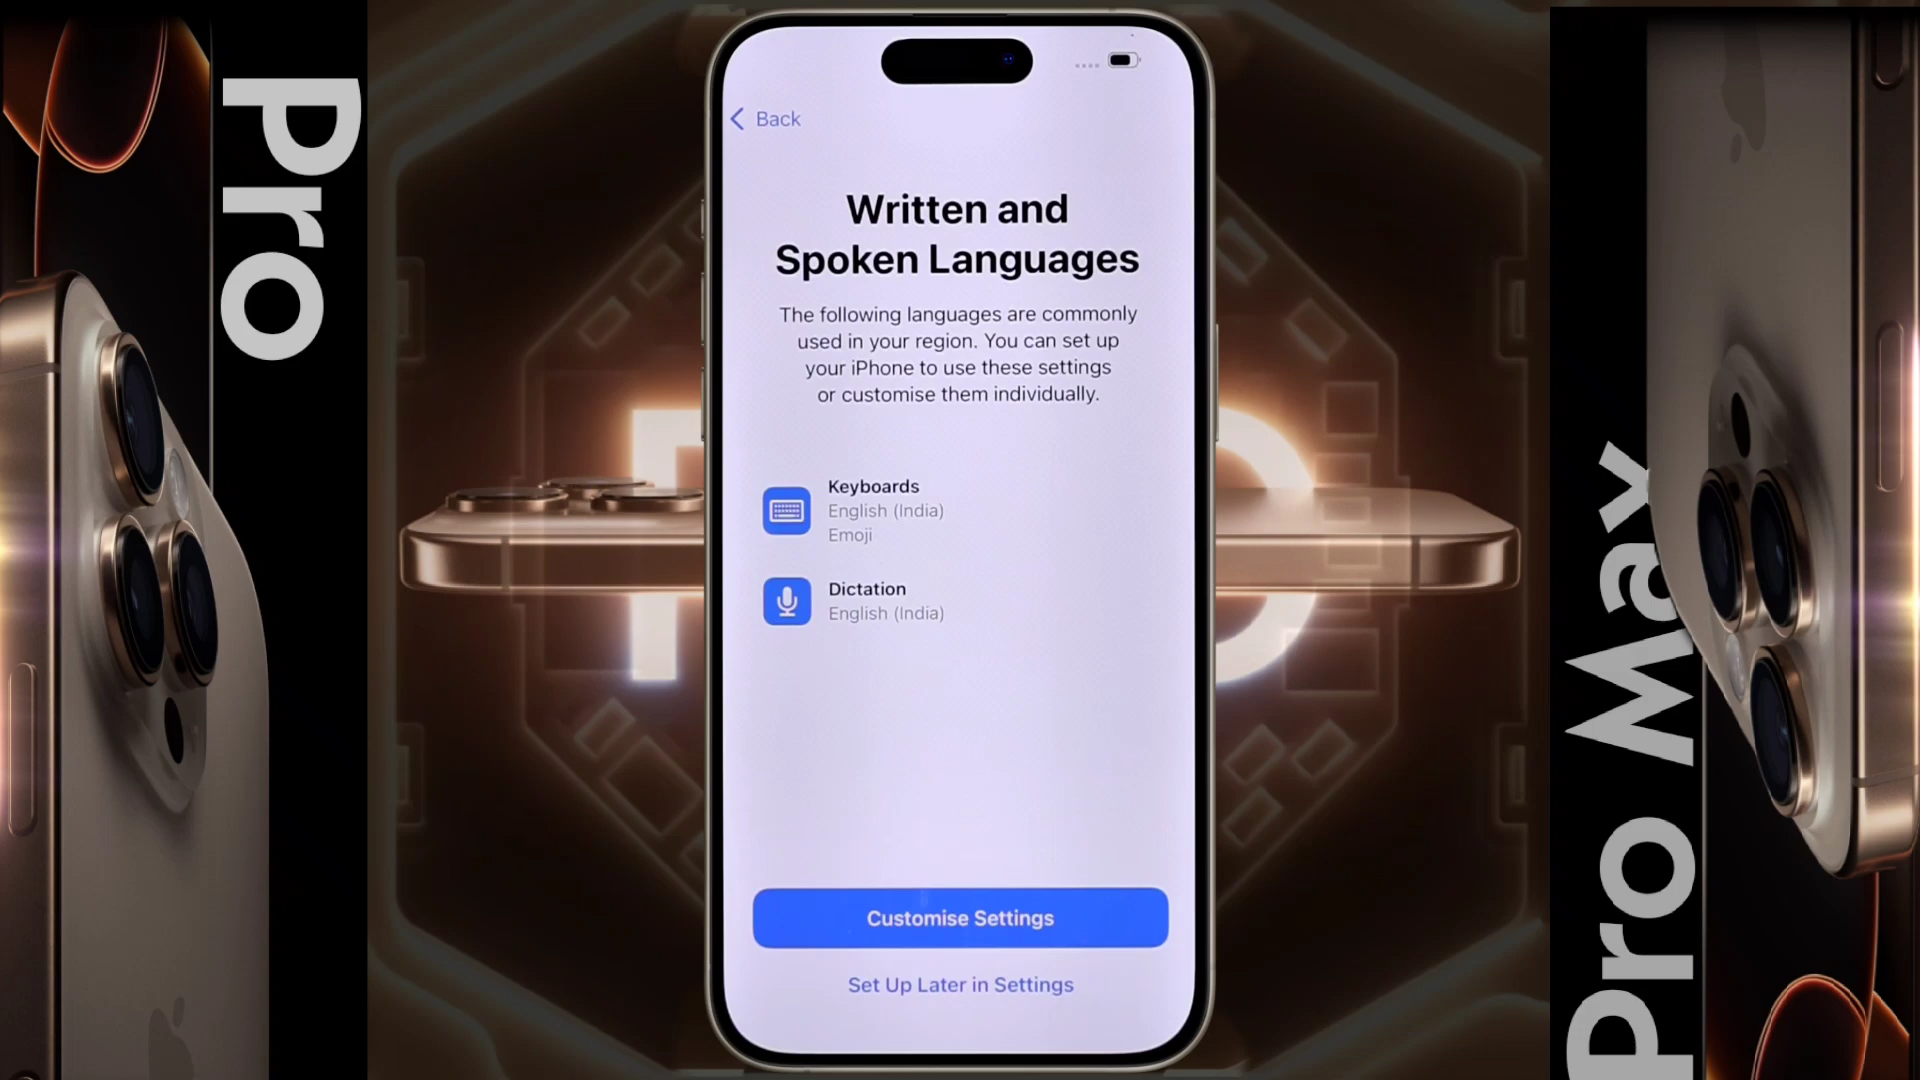 Pro
Back
Written and
Spoken Languages
The following languages are commonly
used in your region. You can set up
your iPhone to use these settings
or customise them individually.
Keyboards
English (India)
Emoji
Dictation
English (India)
Customise Settings
Set Up Later in Settings
Pro Max